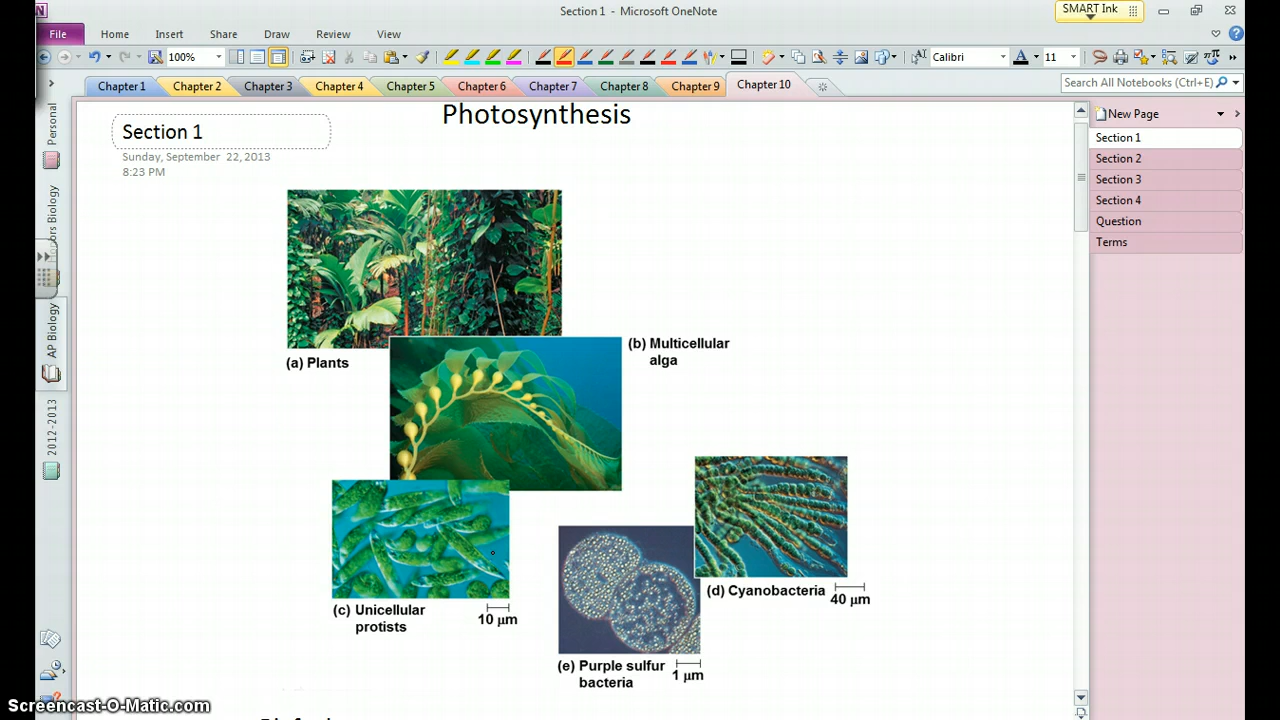 Section 1 - Microsoft OneNote
SMART Ink
File Home Insert Share Draw Review View
100% Calibri 11
Chapter 1 Chapter 2 Chapter 3 Chapter 4 Chapter 5 Chapter 6 Chapter 7 Chapter 8 Chapter 9 Chapter 10
Search All Notebooks (Ctrl+E)
Personal
Biology
AP Biology
2012-2013
Photosynthesis
Section 1
Sunday, September 22, 2013
8:23 PM
(a) Plants
(b) Multicellular
alga
(c) Unicellular
protists
10 µm
(d) Cyanobacteria
40 µm
(e) Purple sulfur
bacteria
1 µm
New Page
Section 1
Section 2
Section 3
Section 4
Question
Terms
Screencast-O-Matic.com